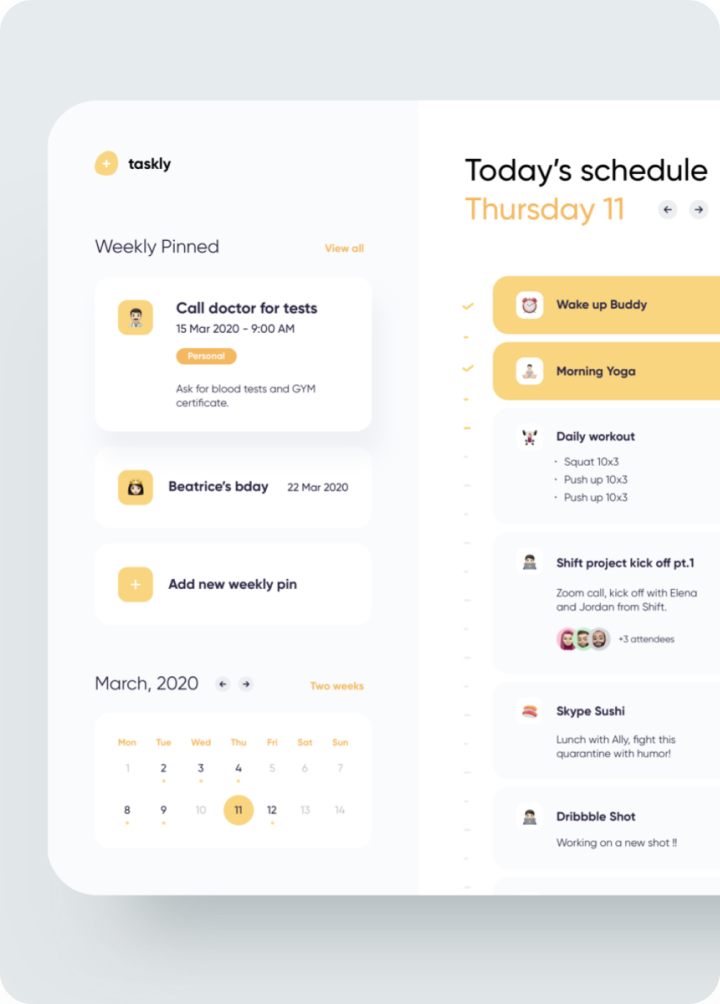 taskly
Weekly Pinned
View all
Call doctor for tests
15 Mar 2020 - 9:00 AM
Personal
Ask for blood tests and GYM
certificate.
Beatrice's bday 22 Mar 2020
Add new weekly pin
March, 2020
Two weeks
Mon Tue Wed Thu Fri Sat Sun
1 2 3 4 5 6 7
8 9 10 11 12 13 14
Today's schedule
Thursday 11
Wake up Buddy
Morning Yoga
Daily workout
· Squat 10x3
· Push up 10x3
· Push up 10x3
Shift project kick off pt.1
Zoom call, kick off with Elena
and Jordan from Shift.
+3 attendees
Skype Sushi
Lunch with Ally, fight this
quarantine with humor!
Dribbble Shot
Working on a new shot !!